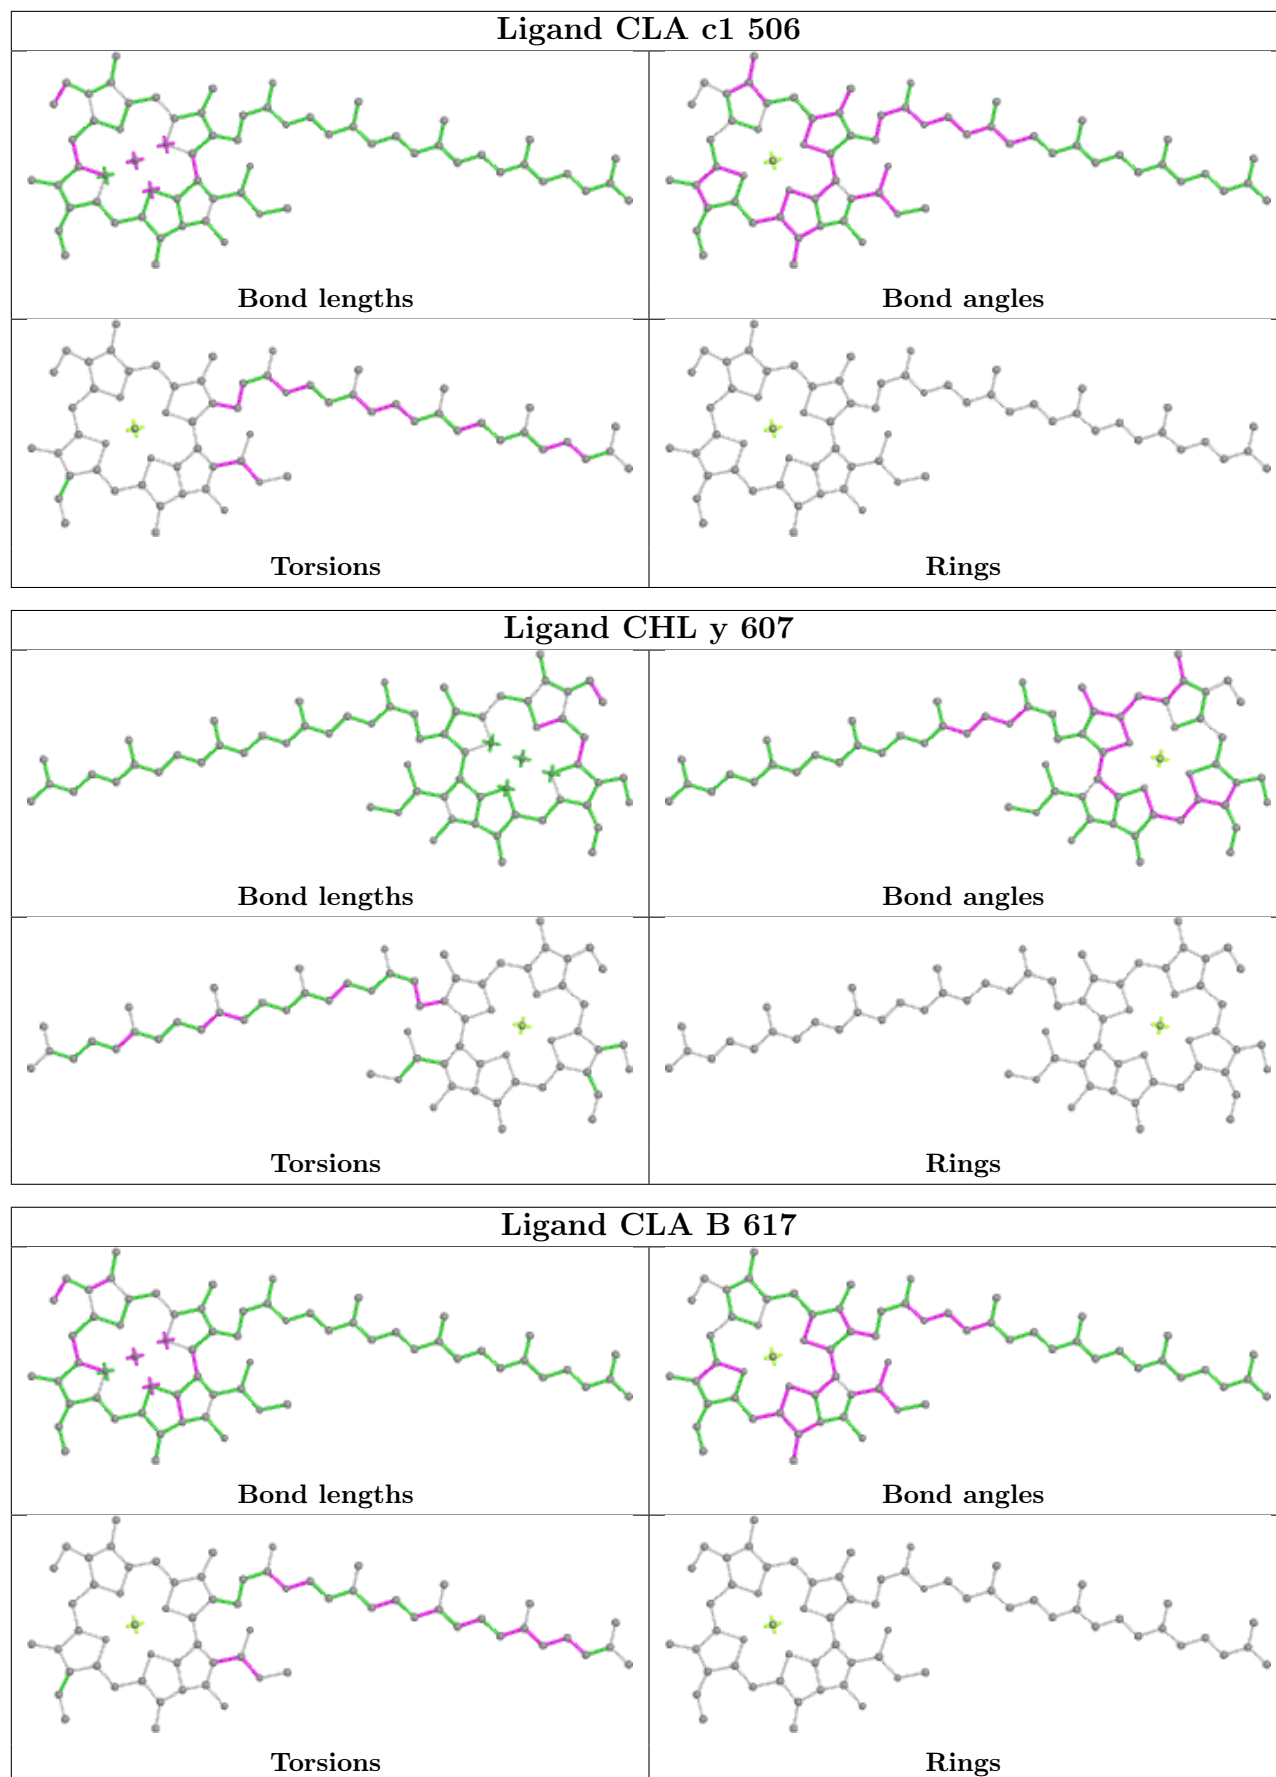 Ligand CLA c1 506
Bond lengths
Bond angles
Torsions
Rings
Ligand CHL y 607
Bond lengths
Bond angles
Torsions
Rings
Ligand CLA B 617
Bond lengths
Bond angles
Torsions
Rings